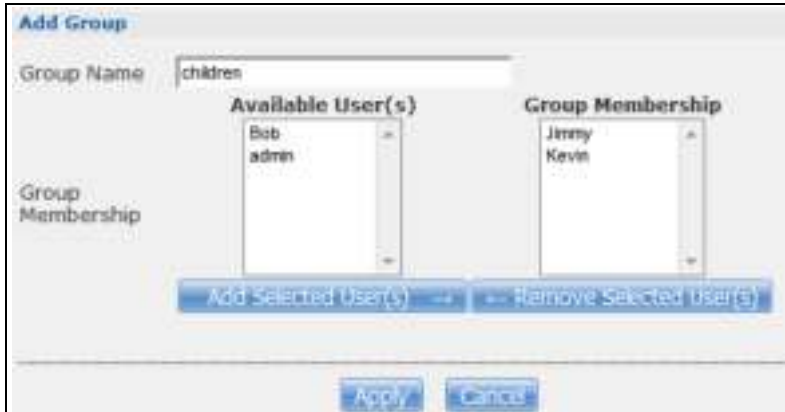 Add Group
Group Name children
Available User(s) Group Membership
Bob Jimmy
admin Kevin
Group
Membership
Add Selected User(s) → ← Remove Selected User(s)
Apply Cancel